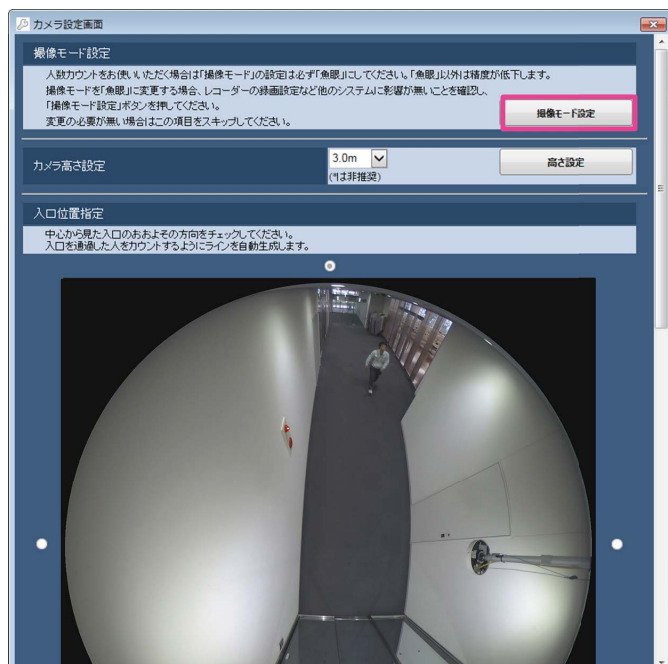 カメラ設定画面
撮像モード設定
人数カウントをお使いいただく場合は「撮像モード」の設定は必ず「魚眼」にしてください。「魚眼」以外は精度が低下します。
撮像モードを「魚眼」に変更する場合、レコーダーの録画設定など他のシステムに影響が無いことを確認し、
「撮像モード設定」ボタンを押してください。
変更の必要が無い場合はこの項目をスキップしてください。
撮像モード設定
カメラ高さ設定
3.0m
(*は非推奨)
高さ設定
入口位置指定
中心から見た入口のおおよその方向をチェックしてください。
入口を通過した人をカウントするようにラインを自動生成します。